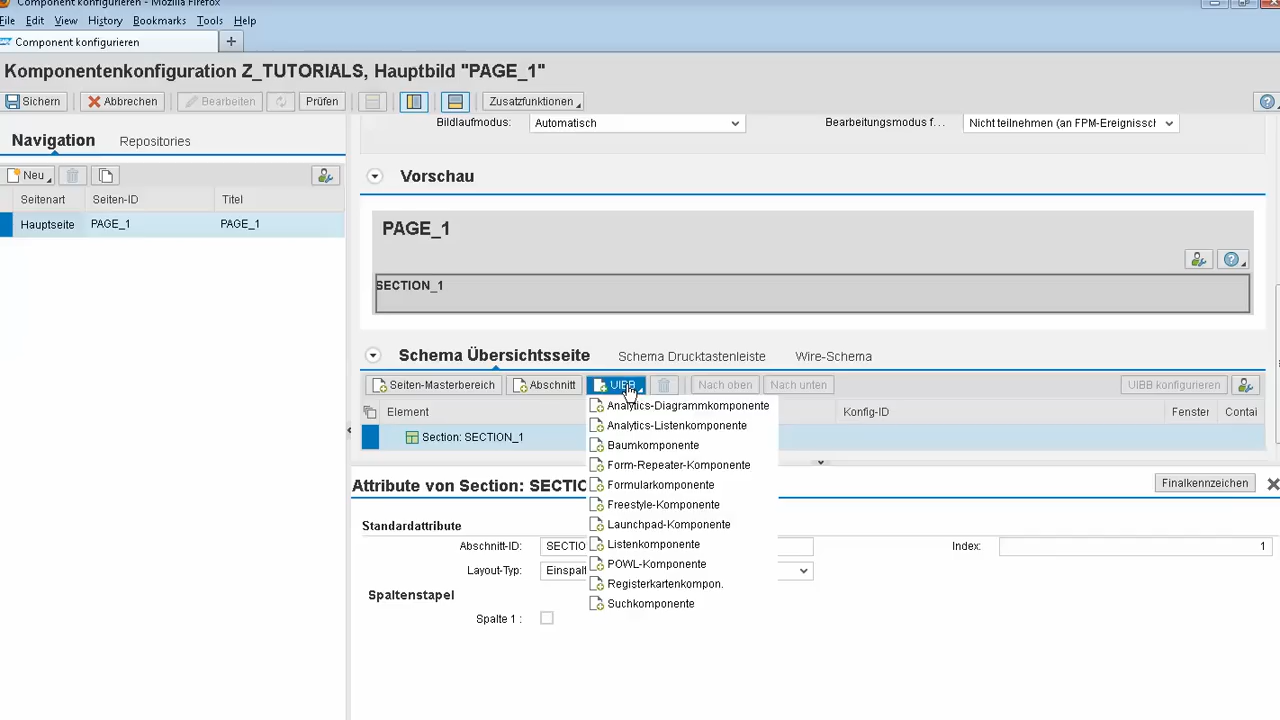 Component konfigurieren - Mozilla Firefox
File Edit View History Bookmarks Tools Help
Component konfigurieren
Komponentenkonfiguration Z_TUTORIALS, Hauptbild "PAGE_1"
Sichern Abbrechen Bearbeiten Prüfen Zusatzfunktionen
Navigation Repositories
Bildlaufmodus: Automatisch Bearbeitungsmodus f... Nicht teilnehmen (an FPM-Ereignissch
Neu
Seitenart Seiten-ID Titel
Hauptseite PAGE_1 PAGE_1
Vorschau
PAGE_1
SECTION_1
Schema Übersichtsseite Schema Drucktastenleiste Wire-Schema
Seiten-Masterbereich Abschnitt UIBB Nach oben Nach unten UIBB konfigurieren
Element Konfig-ID Fenster Contai
Section: SECTION_1
Analytics-Diagrammkomponente
Analytics-Listenkomponente
Baumkomponente
Form-Repeater-Komponente
Formularkomponente
Freestyle-Komponente
Launchpad-Komponente
Listenkomponente
POWL-Komponente
Registerkartenkompon.
Suchkomponente
Attribute von Section: SECTIO Finalkennzeichen
Standardattribute
Abschnitt-ID: SECTIO Index: 1
Layout-Typ: Einspalt
Spaltenstapel
Spalte 1 :